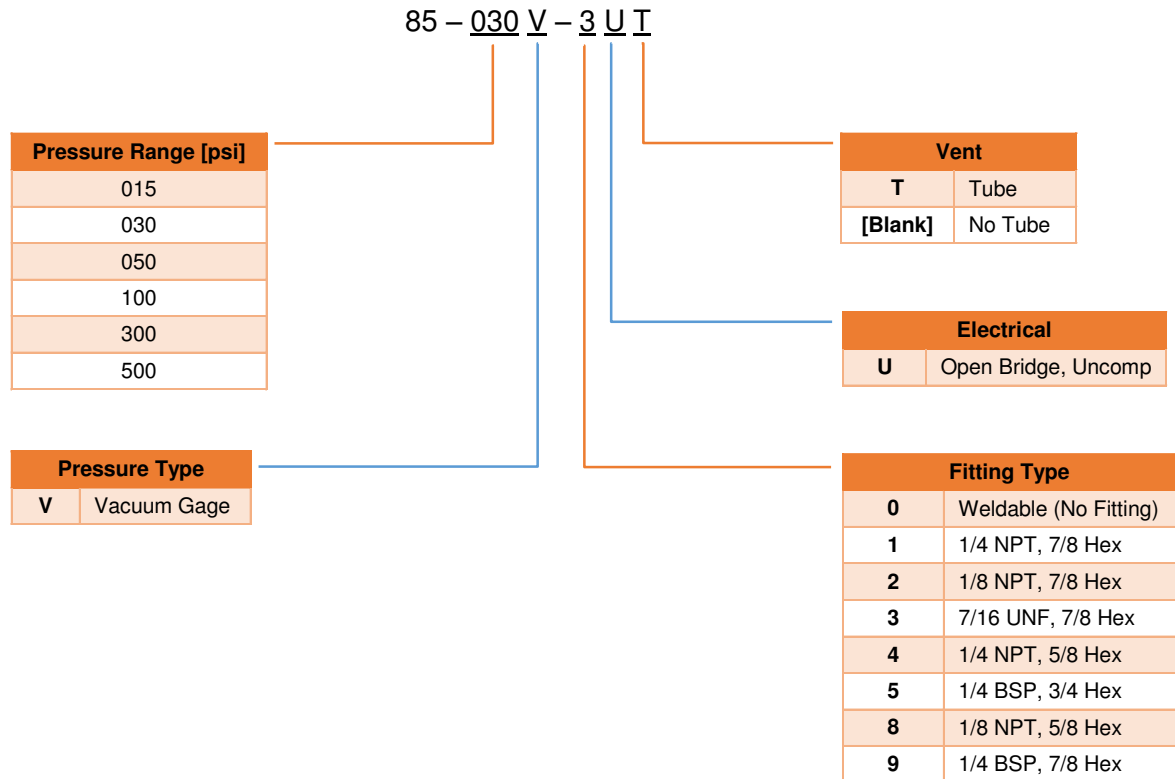 85 – 030 V – 3 U T
Pressure Range [psi]
015
030
050
100
300
500
Pressure Type
V Vacuum Gage
Vent
T Tube
[Blank] No Tube
Electrical
U Open Bridge, Uncomp
Fitting Type
0 Weldable (No Fitting)
1 1/4 NPT, 7/8 Hex
2 1/8 NPT, 7/8 Hex
3 7/16 UNF, 7/8 Hex
4 1/4 NPT, 5/8 Hex
5 1/4 BSP, 3/4 Hex
8 1/8 NPT, 5/8 Hex
9 1/4 BSP, 7/8 Hex